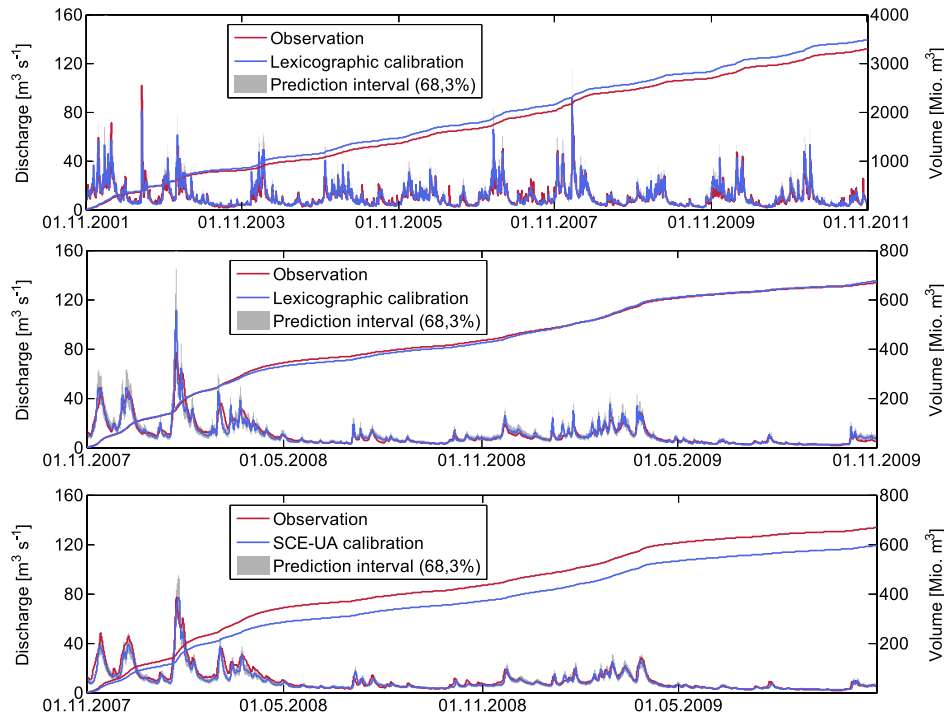 160
120
80
40
0
Discharge [m³ s⁻¹]
Observation
Lexicographic calibration
Prediction interval (68,3%)
4000
3000
2000
1000
Volume [Mio. m³]
01.11.2001
01.11.2003
01.11.2005
01.11.2007
01.11.2009
01.11.2011
160
120
80
40
0
Discharge [m³ s⁻¹]
Observation
Lexicographic calibration
Prediction interval (68,3%)
800
600
400
200
0
Volume [Mio. m³]
01.11.2007
01.05.2008
01.11.2008
01.05.2009
01.11.2009
160
120
80
40
0
Discharge [m³ s⁻¹]
Observation
SCE-UA calibration
Prediction interval (68,3%)
800
600
400
200
0
Volume [Mio. m³]
01.11.2007
01.05.2008
01.11.2008
01.05.2009